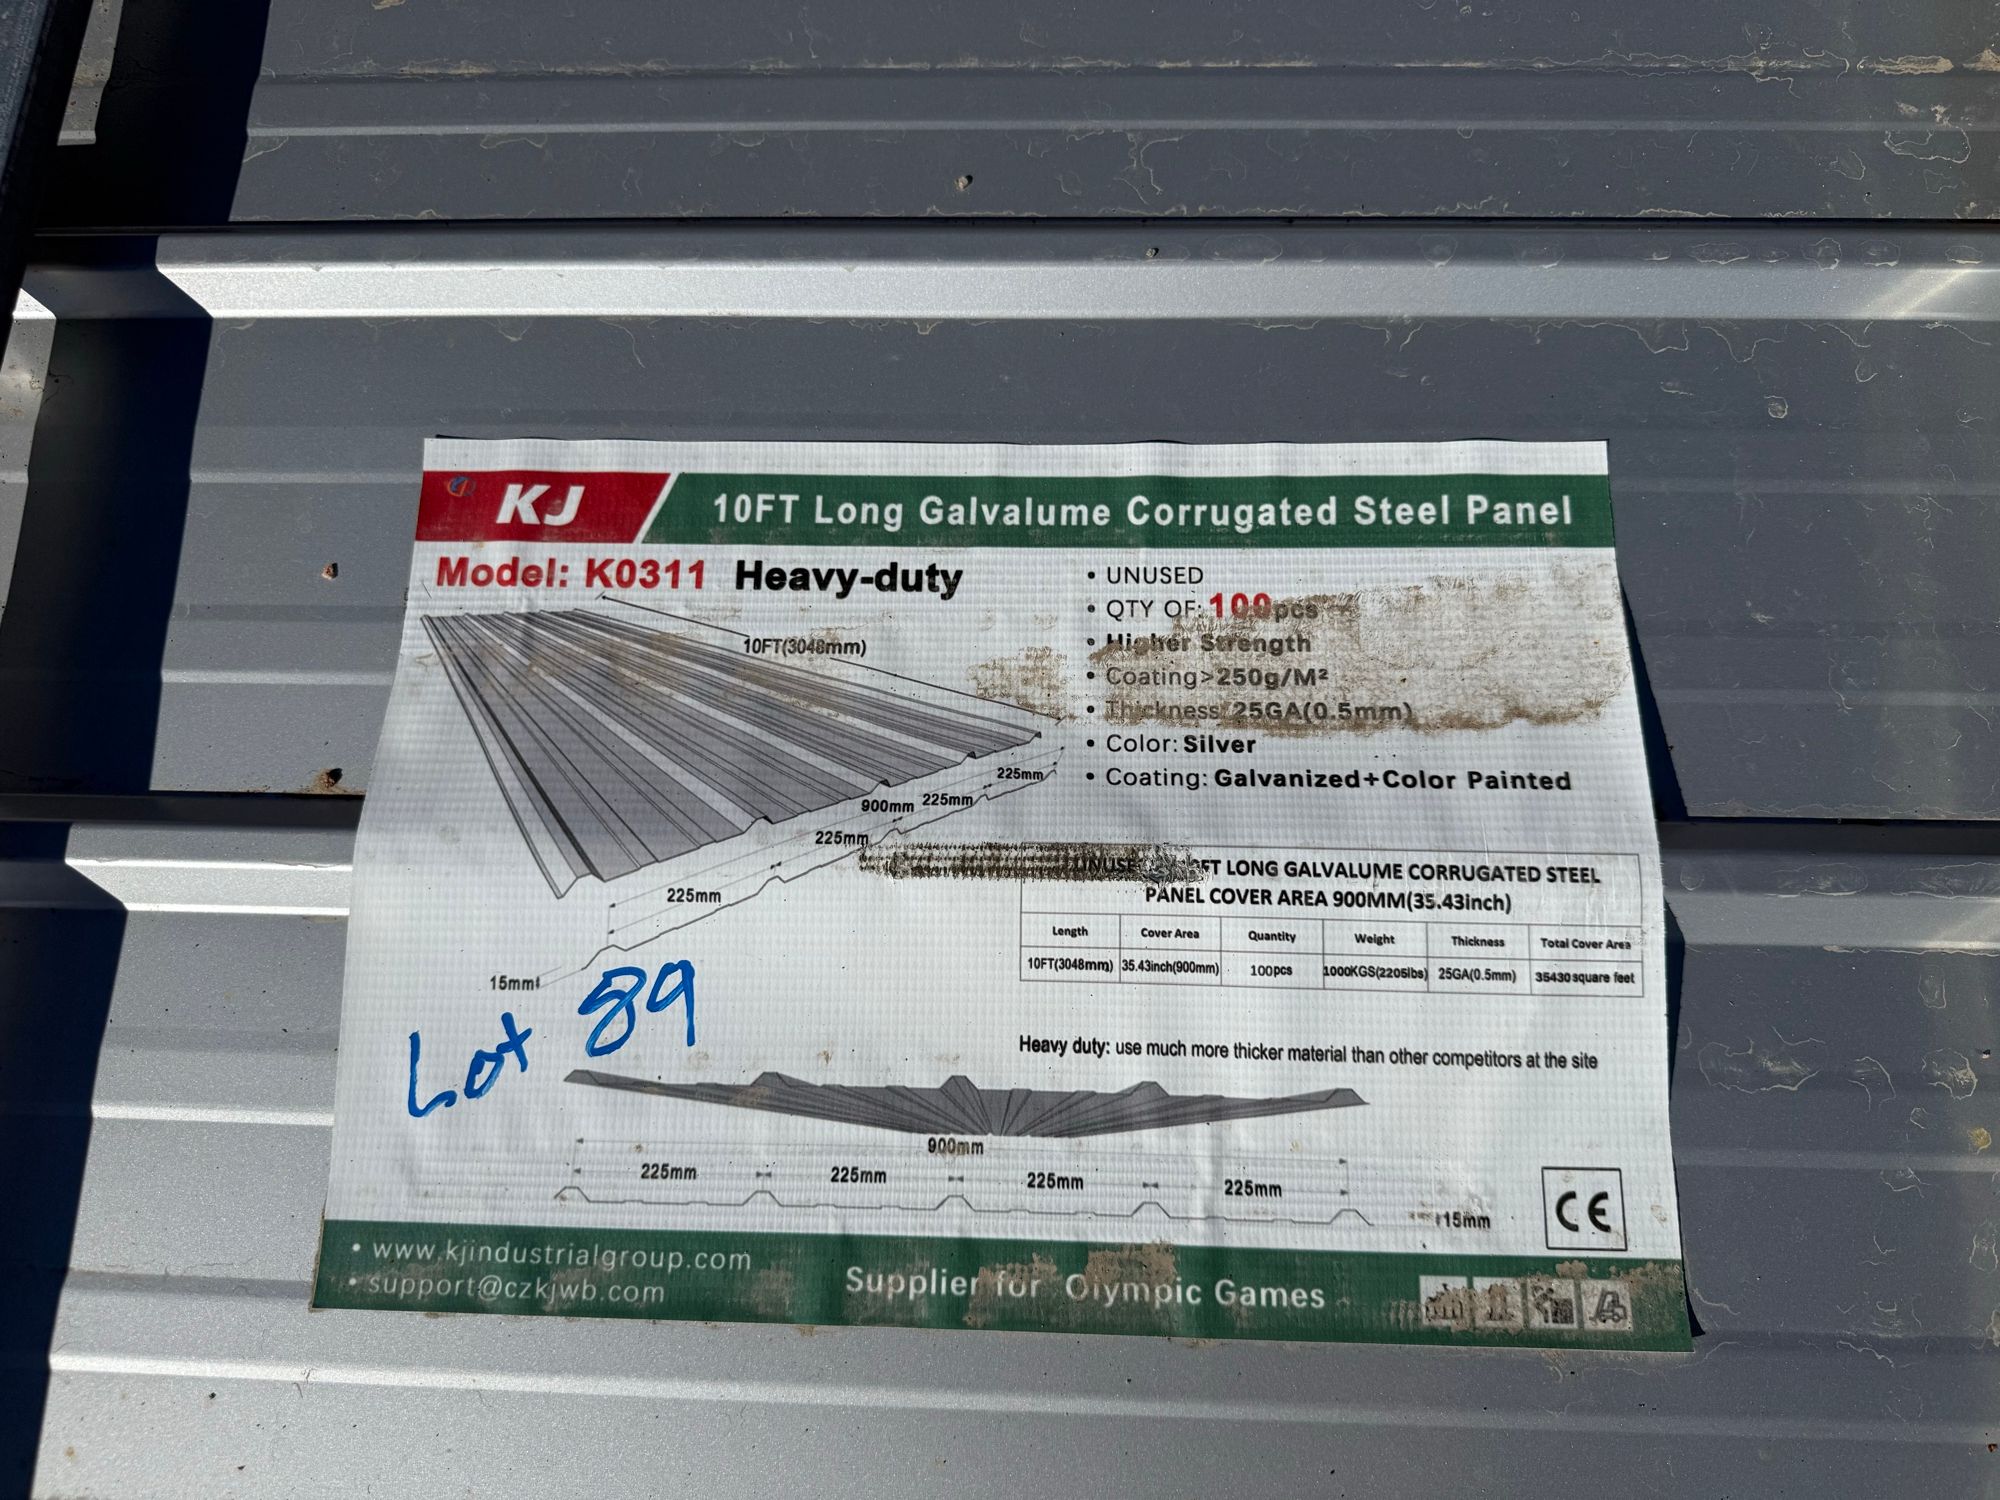 KJ
10FT Long Galvalume Corrugated Steel Panel
Model: K0311 Heavy-duty
• UNUSED
• QTY OF: 100pcs
• Higher Strength
• Coating>250g/M²
• Thickness: 25GA(0.5mm)
• Color: Silver
• Coating: Galvanized+Color Painted
10FT(3048mm)
225mm
900mm 225mm
225mm
225mm
15mm
FT LONG GALVALUME CORRUGATED STEEL
PANEL COVER AREA 900MM(35.43inch)
Length Cover Area Quantity Weight Thickness Total Cover Area
10FT(3048mm) 35.43inch(900mm) 100pcs 1000KGS(2205lbs) 25GA(0.5mm) 35430 square feet
Lot 89
Heavy duty: use much more thicker material than other competitors at the site
900mm
225mm 225mm 225mm 225mm
15mm
CE
• www.kjindustrialgroup.com
• support@czkjwb.com
Supplier for Olympic Games